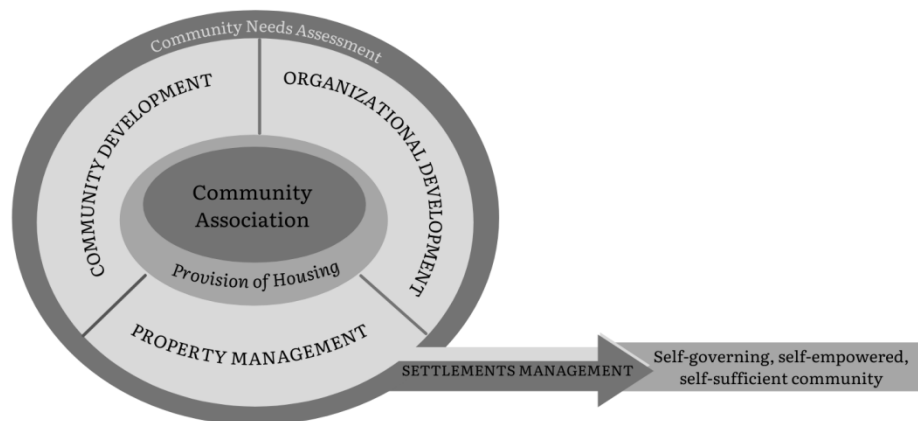 Community Needs Assessment
COMMUNITY DEVELOPMENT
ORGANIZATIONAL DEVELOPMENT
Community
Association
Provision of Housing
PROPERTY MANAGEMENT
SETTLEMENTS MANAGEMENT
Self-governing, self-empowered,
self-sufficient community